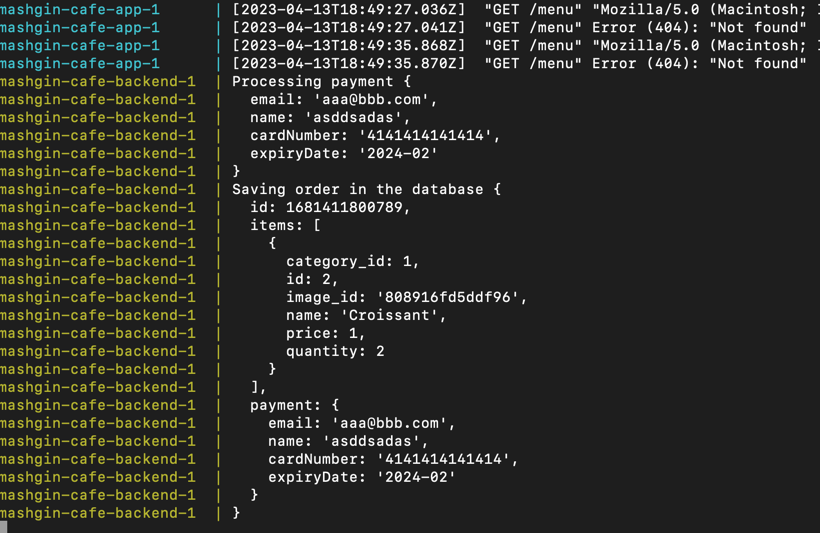 mashgin-cafe-app-1       | [2023-04-13T18:49:27.036Z]  "GET /menu" "Mozilla/5.0 (Macintosh;
mashgin-cafe-app-1       | [2023-04-13T18:49:27.041Z]  "GET /menu" Error (404): "Not found"
mashgin-cafe-app-1       | [2023-04-13T18:49:35.868Z]  "GET /menu" "Mozilla/5.0 (Macintosh;
mashgin-cafe-app-1       | [2023-04-13T18:49:35.870Z]  "GET /menu" Error (404): "Not found"
mashgin-cafe-backend-1   | Processing payment {
mashgin-cafe-backend-1   |   email: 'aaa@bbb.com',
mashgin-cafe-backend-1   |   name: 'asddsadas',
mashgin-cafe-backend-1   |   cardNumber: '4141414141414',
mashgin-cafe-backend-1   |   expiryDate: '2024-02'
mashgin-cafe-backend-1   | }
mashgin-cafe-backend-1   | Saving order in the database {
mashgin-cafe-backend-1   |   id: 1681411800789,
mashgin-cafe-backend-1   |   items: [
mashgin-cafe-backend-1   |     {
mashgin-cafe-backend-1   |       category_id: 1,
mashgin-cafe-backend-1   |       id: 2,
mashgin-cafe-backend-1   |       image_id: '808916fd5ddf96',
mashgin-cafe-backend-1   |       name: 'Croissant',
mashgin-cafe-backend-1   |       price: 1,
mashgin-cafe-backend-1   |       quantity: 2
mashgin-cafe-backend-1   |     }
mashgin-cafe-backend-1   |   ],
mashgin-cafe-backend-1   |   payment: {
mashgin-cafe-backend-1   |     email: 'aaa@bbb.com',
mashgin-cafe-backend-1   |     name: 'asddsadas',
mashgin-cafe-backend-1   |     cardNumber: '4141414141414',
mashgin-cafe-backend-1   |     expiryDate: '2024-02'
mashgin-cafe-backend-1   |   }
mashgin-cafe-backend-1   | }